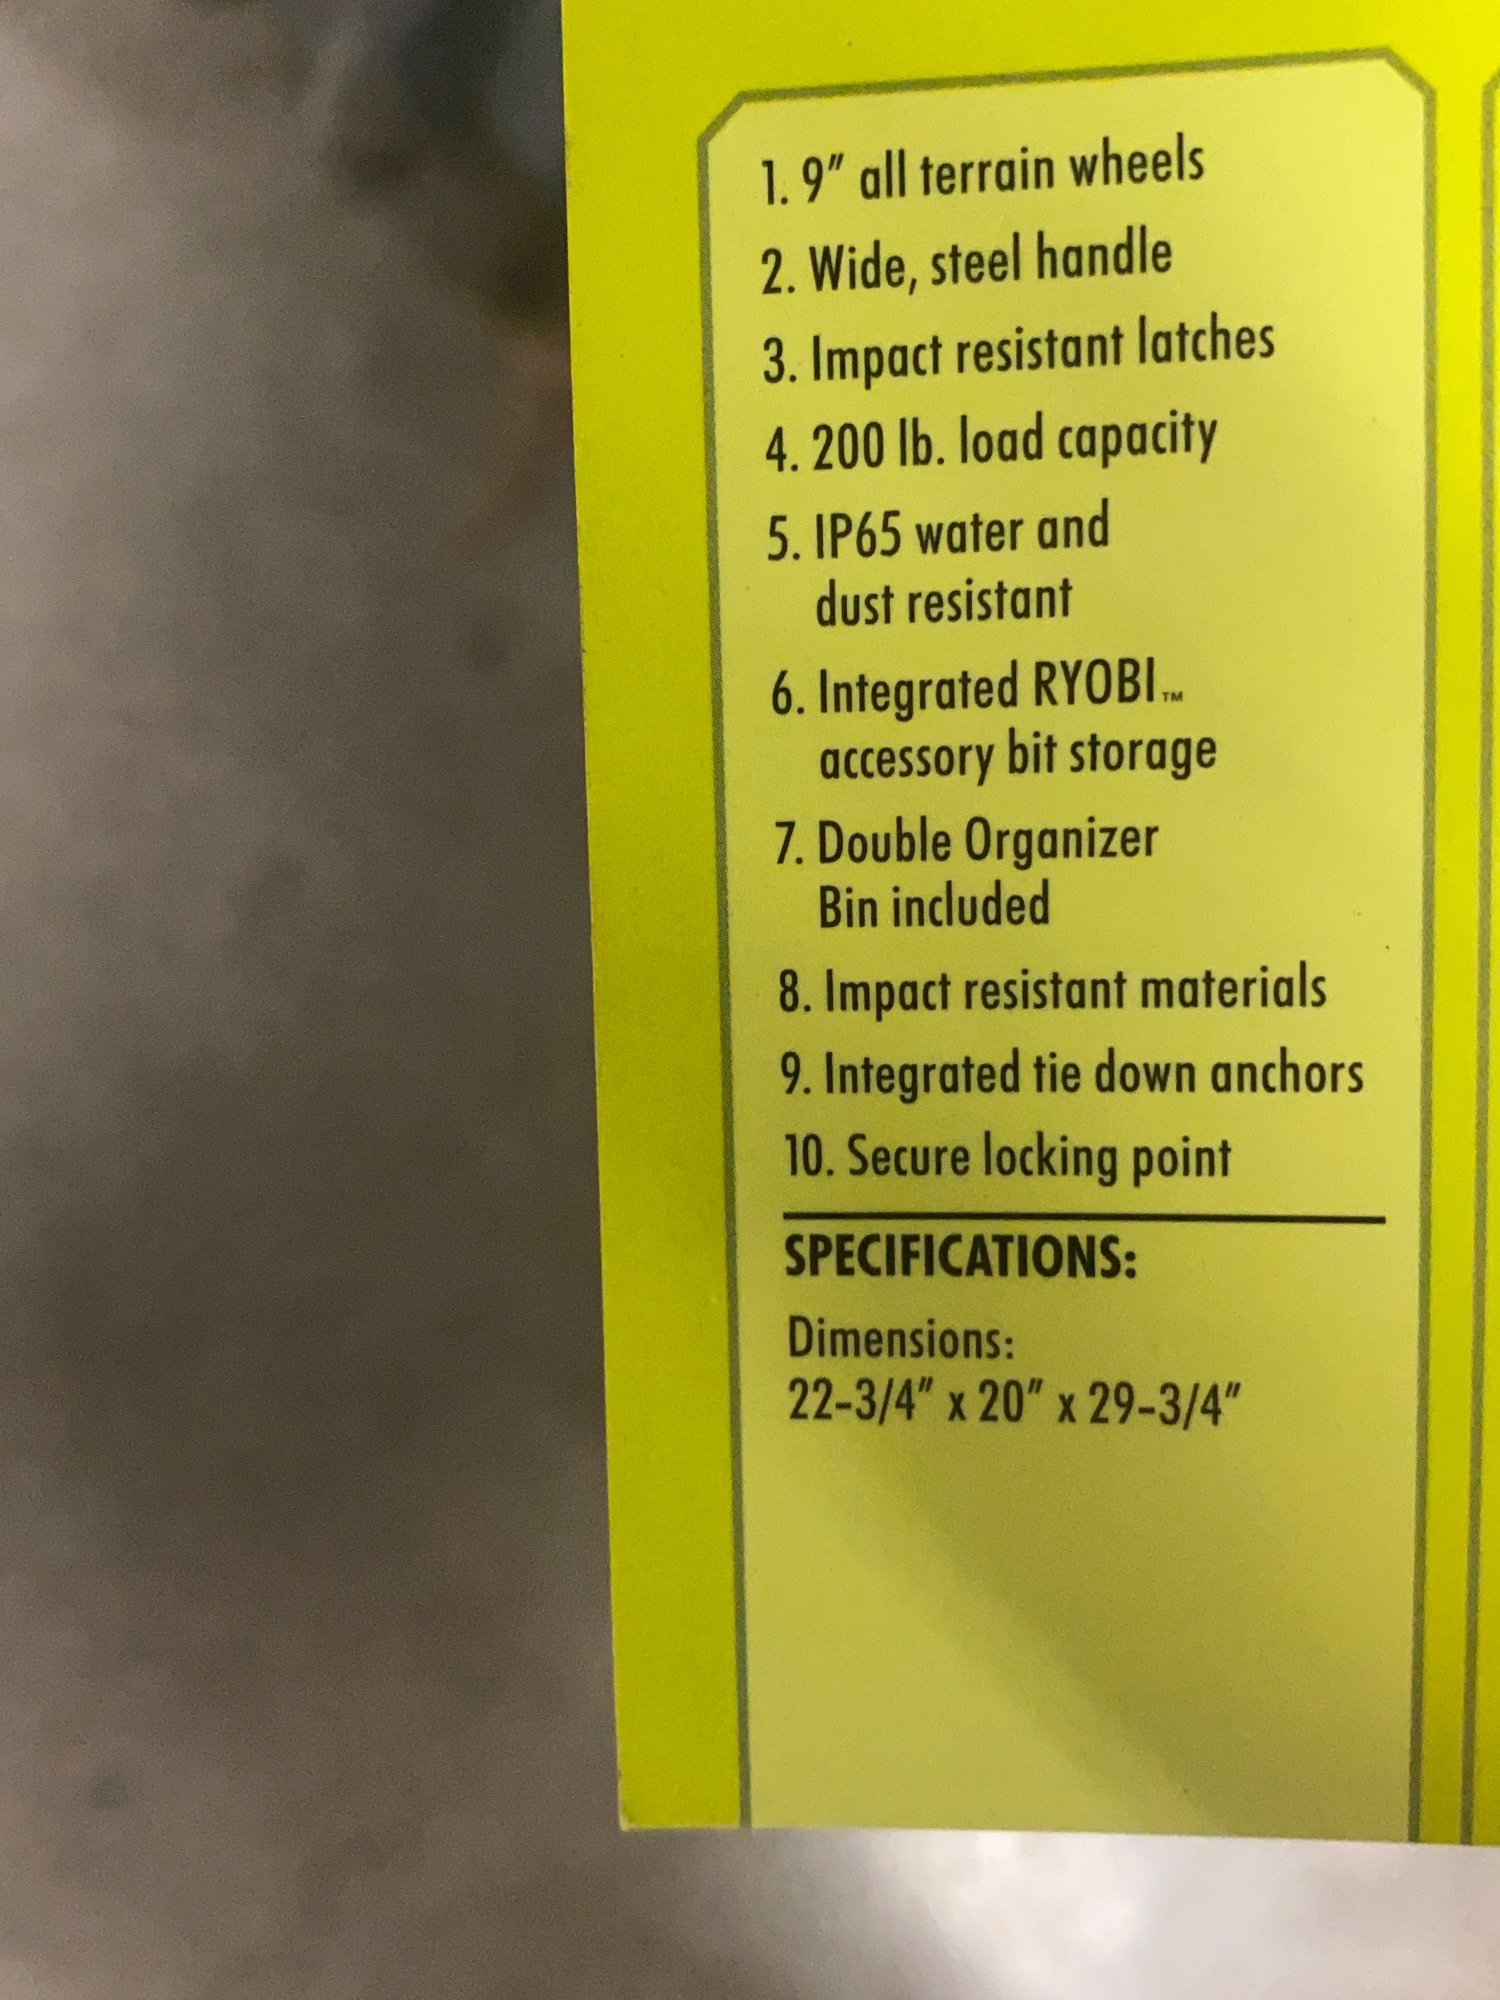 1. 9" all terrain wheels
2. Wide, steel handle
3. Impact resistant latches
4. 200 lb. load capacity
5. IP65 water and
dust resistant
6. Integrated RYOBI™
accessory bit storage
7. Double Organizer
Bin included
8. Impact resistant materials
9. Integrated tie down anchors
10. Secure locking point
SPECIFICATIONS:
Dimensions:
22-3/4" x 20" x 29-3/4"